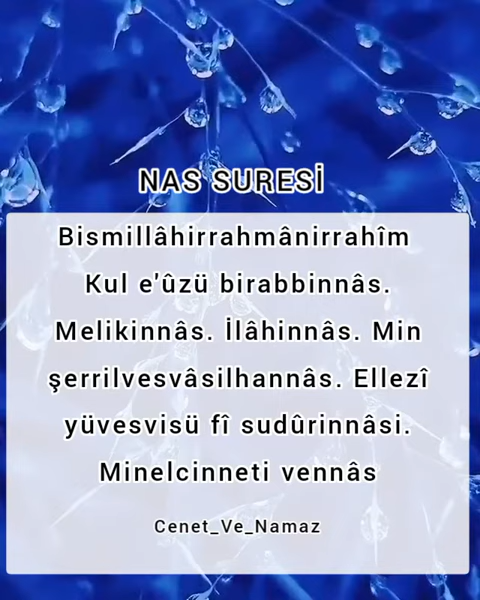 NAS SURESİ
Bismillâhirrahmânirrahîm
Kul e'ûzü birabbinnâs.
Melikinnâs. İlâhinnâs. Min
şerrilvesvâsilhannâs. Ellezî
yüvesvisü fî sudûrinnâsi.
Minelcinneti vennâs
Cenet_Ve_Namaz